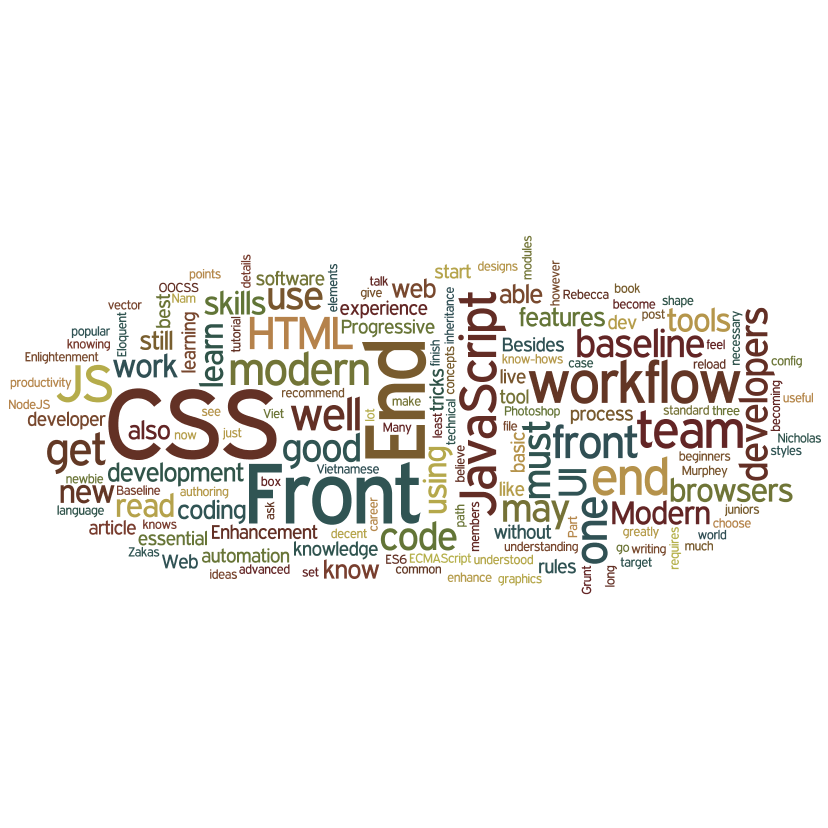 modules
points
OOCSS
details
software
elements
talk
give
web
start
designs
however
vector
best
Nam
skills
use
experience
inheritance
able
Rebecca
book
become
shape
popular
Eloquent
still
learning
learn
tutorial
HTML
Progressive
JavaScript
features
dev
post
tools
necessary
developers
knowing
Enlightenment
work
modern
End
finish
concepts
tricks
Besides
know-hows
case
baseline
feel
reload
config
productivity
JS
CSS
recommend
make
live
workflow
becoming
useful
NodeJS
developer
also
now
see
just
Viet
well
lot
Many
least
technical
tool
Photoshop
process
standard
three
get
good
file
basic
must
front
team
Nicholas
styles
newbie
development
Vietnamese
believe
using
UI
end
beginners
Murphey
new
Baseline
authoring
box
ask
Front
career
path
like
browsers
language
read
coding
may
one
Modern
juniors
choose
article
knows
Enhancement
decent
code
members
without
Part
greatly
world
essential
Zakas
Web
automation
knowledge
understanding
go
writing
requires
much
ideas
advanced
set
know
ES6
ECMAScript
understood
common
enhance
graphics
rules
Grunt
long
target